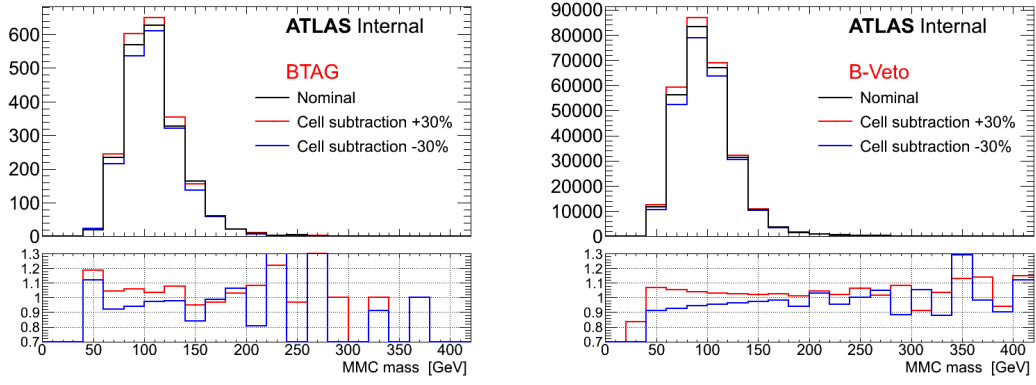 ATLAS Internal
BTAG
Nominal
Cell subtraction +30%
Cell subtraction -30%
600
500
400
300
200
100
0
1.3
1.2
1.1
1
0.9
0.8
0.7
0 50 100 150 200 250 300 350 400
MMC mass [GeV]
ATLAS Internal
B-Veto
Nominal
Cell subtraction +30%
Cell subtraction -30%
90000
80000
70000
60000
50000
40000
30000
20000
10000
0
1.3
1.2
1.1
1
0.9
0.8
0.7
0 50 100 150 200 250 300 350 400
MMC mass [GeV]